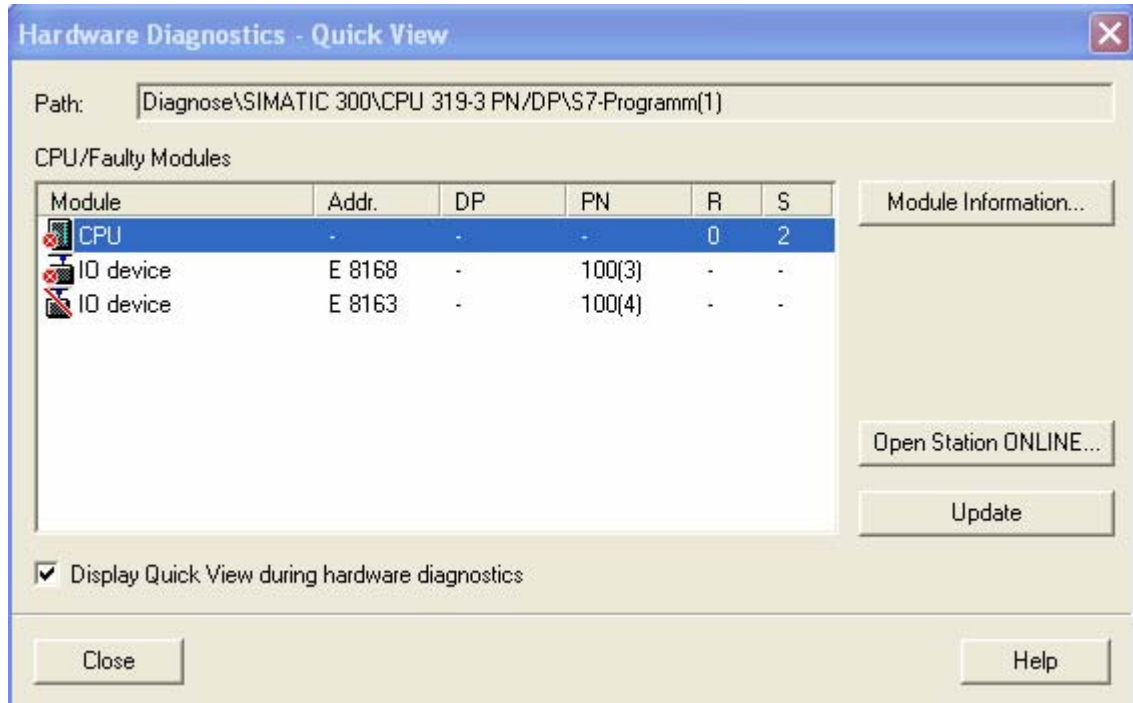 Hardware Diagnostics - Quick View
Path: Diagnose\SIMATIC 300\CPU 319-3 PN/DP\S7-Programm(1)
CPU/Faulty Modules
Module Addr. DP PN R S
CPU - - - 0 2
IO device E 8168 - 100(3) - -
IO device E 8163 - 100(4) - -
Module Information...
Open Station ONLINE...
Update
Display Quick View during hardware diagnostics
Close Help